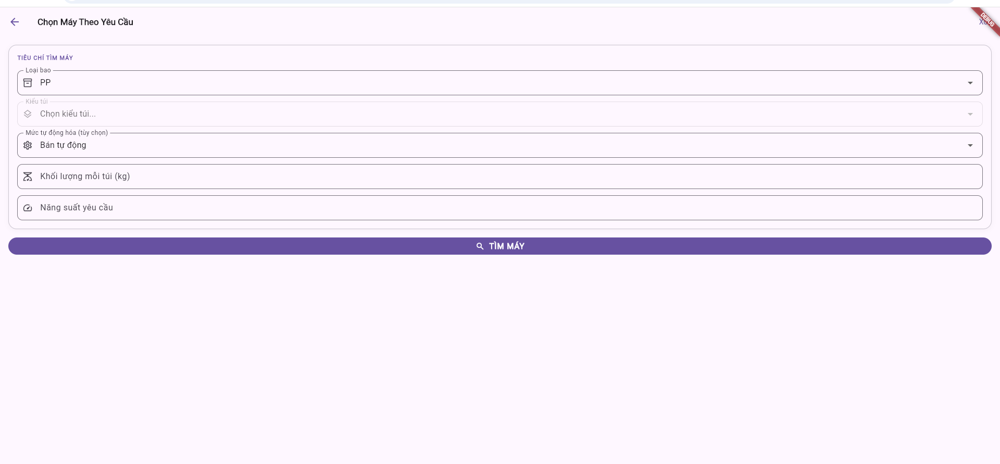 Chọn Máy Theo Yêu Cầu
DEBUG
TIÊU CHÍ TÌM MÁY
Loại bao
PP
Kiểu túi
Chọn kiểu túi...
Mức tự động hóa (tùy chọn)
Bán tự động
Khối lượng mỗi túi (kg)
Năng suất yêu cầu
TÌM MÁY